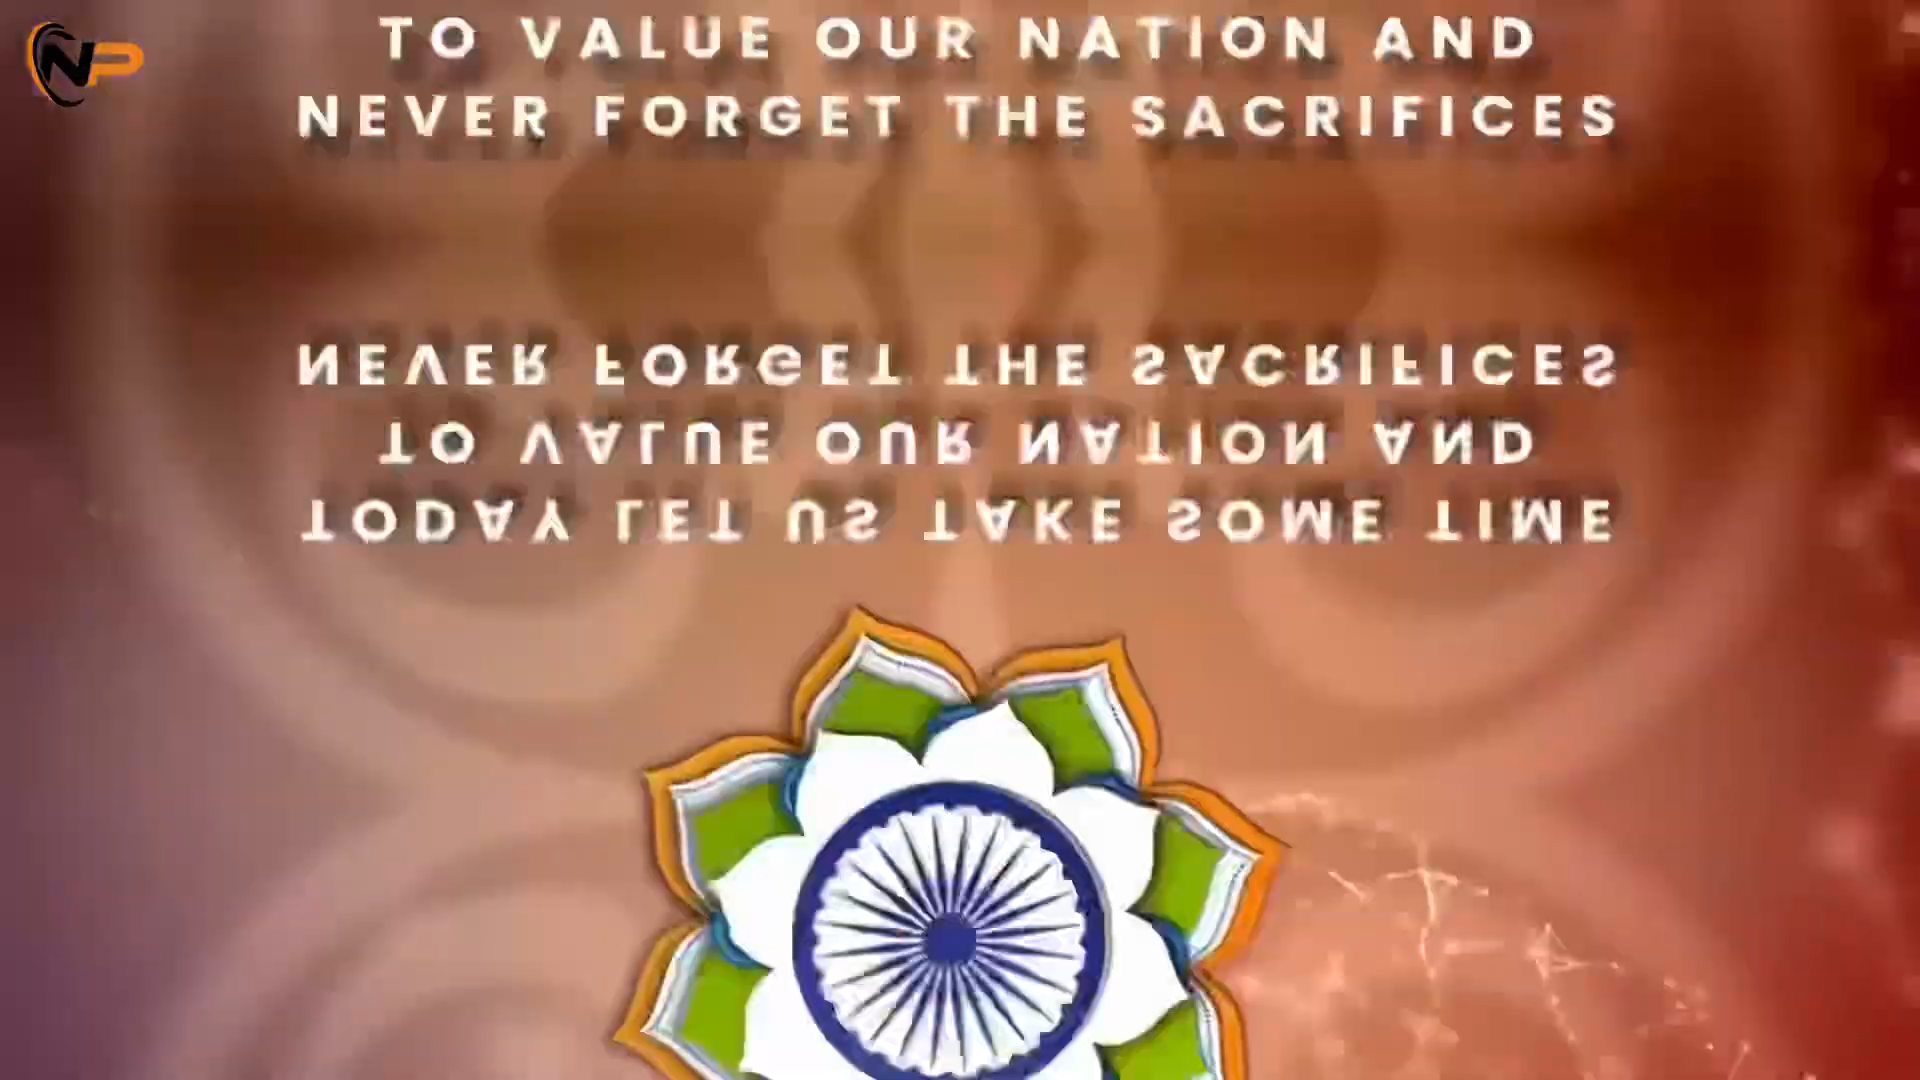 NP
TO VALUE OUR NATION AND
NEVER FORGET THE SACRIFICES
NEVER FORGET THE SACRIFICES
TO VALUE OUR NATION AND
TODAY LET US TAKE SOME TIME